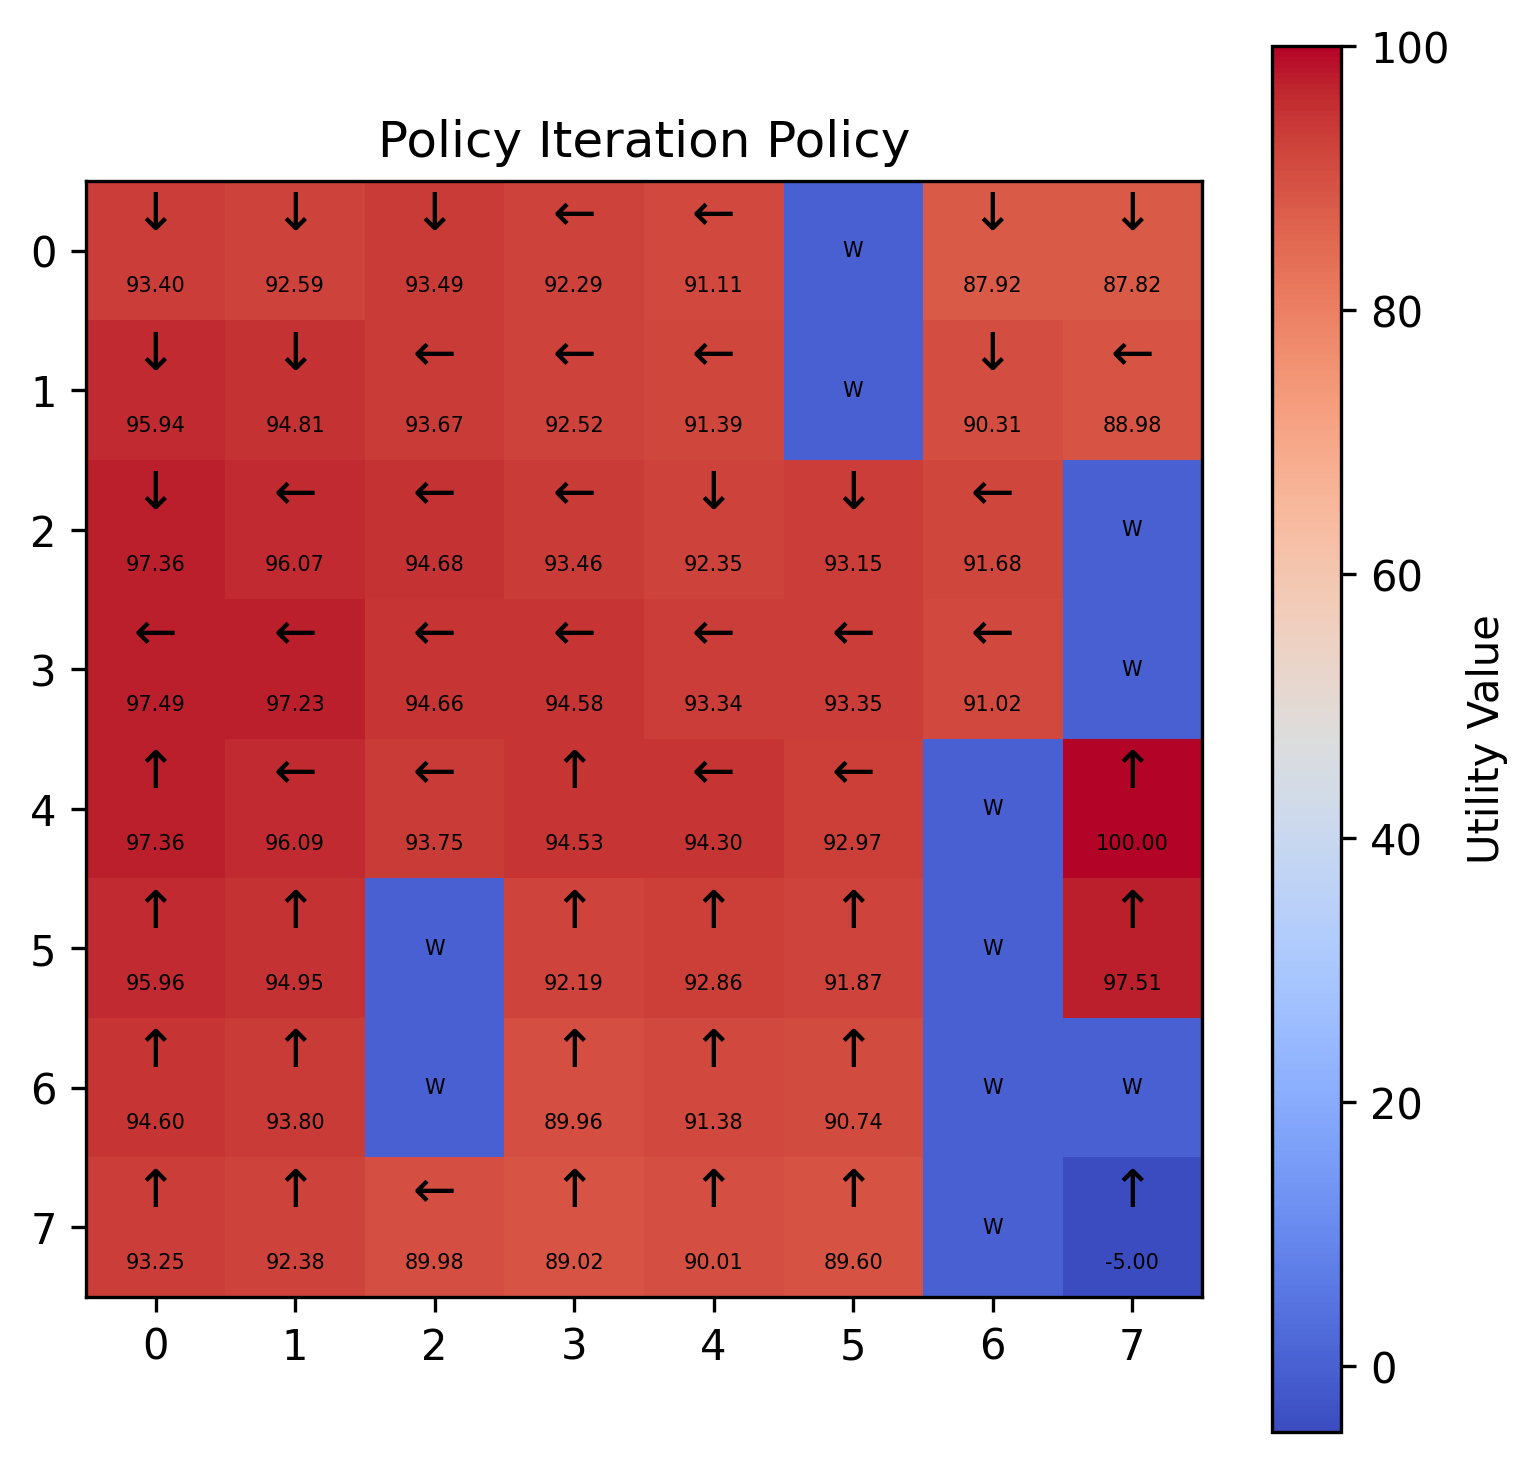 Policy Iteration Policy
↓ ↓ ↓ ← ← W ↓ ↓
0 93.40 92.59 93.49 92.29 91.11 87.92 87.82
↓ ↓ ← ← ← W ↓ ←
1 95.94 94.81 93.67 92.52 91.39 90.31 88.98
↓ ← ← ← ↓ ↓ ← W
2 97.36 96.07 94.68 93.46 92.35 93.15 91.68
← ← ← ← ← ← ← W
3 97.49 97.23 94.66 94.58 93.34 93.35 91.02
↑ ← ← ↑ ← ← W ↑
4 97.36 96.09 93.75 94.53 94.30 92.97 100.00
↑ ↑ W ↑ ↑ ↑ W ↑
5 95.96 94.95 92.19 92.86 91.87 97.51
↑ ↑ W ↑ ↑ ↑ W W
6 94.60 93.80 89.96 91.38 90.74
↑ ↑ ← ↑ ↑ ↑ W ↑
7 93.25 92.38 89.98 89.02 90.01 89.60 -5.00
0 1 2 3 4 5 6 7
100
80
60
40
20
0
Utility Value